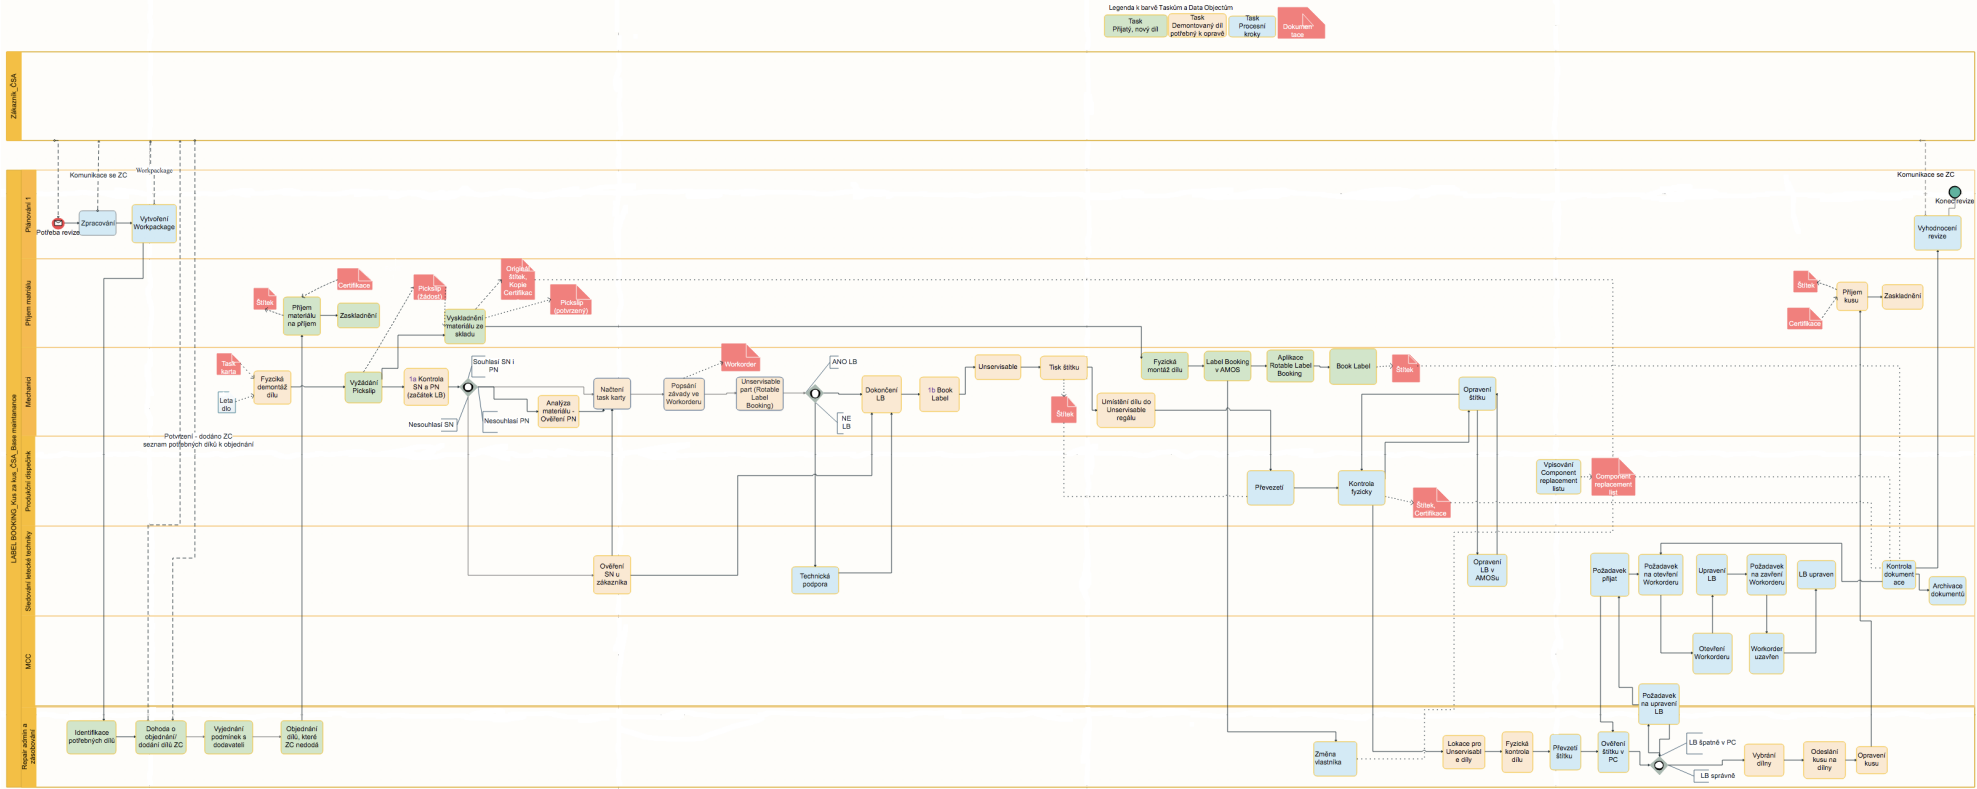 Legenda k barvě Taskům a Data Objectům
Task
Přijatý, nový díl
Task
Demontovaný díl
potřebný k opravě
Task
Procesní
kroky
Dokumen
tace
Zákazník_ČSA
LABEL BOOKING_Kus za kus_ČSA_Base maintanance
Plánování 1
Komunikace se ZC
Workpackage
Potřeba revize
Zpracování
Vytvoření
Workpackage
Komunikace se ZC
Konec revize
Vyhodnocení
revize
Příjem matriálu
Štítek
Certifikace
Příjem
materiálu
na příjem
Zaskladnění
Pickslip
(žádost)
Vyskladnění
materiálu ze
skladu
Originál
štítek,
Kopie
Certifikac
Pickslip
(potvrzený)
Štítek
Certifikace
Příjem
kusu
Zaskladnění
Mechanici
Task
karta
Leta
dlo
Fyzciká
demontáž
dílu
Vyžádání
Pickslip
1a Kontrola
SN a PN
(začátek LB)
Souhlasí SN i
PN
Nesouhlasí SN
Nesouhlasí PN
Analýza
materiálu -
Ověření PN
Načtení
task karty
Popsání
závady ve
Workorderu
Workorder
Unservisable
part (Rotable
Label
Booking)
ANO LB
NE
LB
Dokončení
LB
1b Book
Label
Unservisable
Tisk štítku
Štítek
Umístění dílu do
Unservisable
regálu
Fyzická
montáž dílu
Label Booking
v AMOS
Aplikace
Rotable Label
Booking
Book Label
Štítek
Opravení
štítku
Potvrzení - dodáno ZC
seznam potřebných díků k objednání
Produkční dispečink
Převezetí
Kontrola
fyzicky
Štítek,
Certifikace
Vpisování
Component
replacement
listu
Component
replacement
list
Sledování letecké techniky
Ověření
SN u
zákazníka
Technická
podpora
Opravení
LB v
AMOSu
Požadavek
přijat
Požadavek
na otevření
Workorderu
Upravení
LB
Požadavek
na zavření
Workorderu
LB upraven
Kontrola
dokument
ace
Archivace
dokumentů
MCC
Otevření
Workorderu
Workorder
uzavřen
Požadavek
na upravení
LB
Repair admin a
zásobování
Identifikace
potřebných dílů
Dohoda o
objednání/
dodání dílů ZC
Vyjednání
podmínek s
dodavateli
Objednání
dílů, které
ZC nedodá
Změna
vlastníka
Lokace pro
Unservisabl
e díly
Fyzická
kontrola
dílu
Převzetí
štítku
Ověření
štítku v
PC
LB špatně v PC
LB správně
Vybrání
dílny
Odeslání
kusu na
dílny
Opravení
kusu